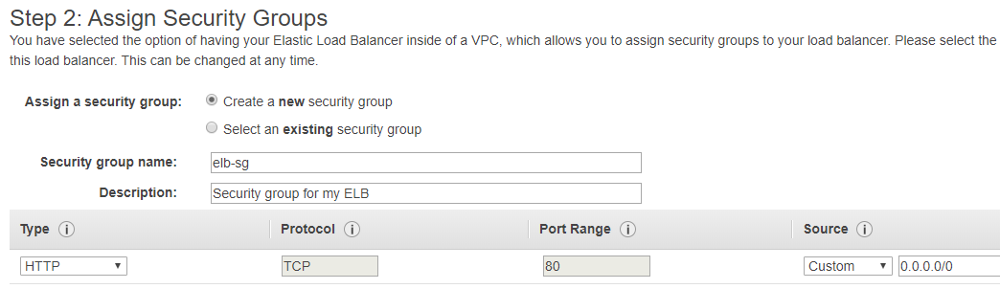 Step 2: Assign Security Groups
You have selected the option of having your Elastic Load Balancer inside of a VPC, which allows you to assign security groups to your load balancer. Please select the
this load balancer. This can be changed at any time.
Assign a security group: Create a new security group
Select an existing security group
Security group name: elb-sg
Description: Security group for my ELB
Type i Protocol i Port Range i Source i
HTTP TCP 80 Custom 0.0.0.0/0